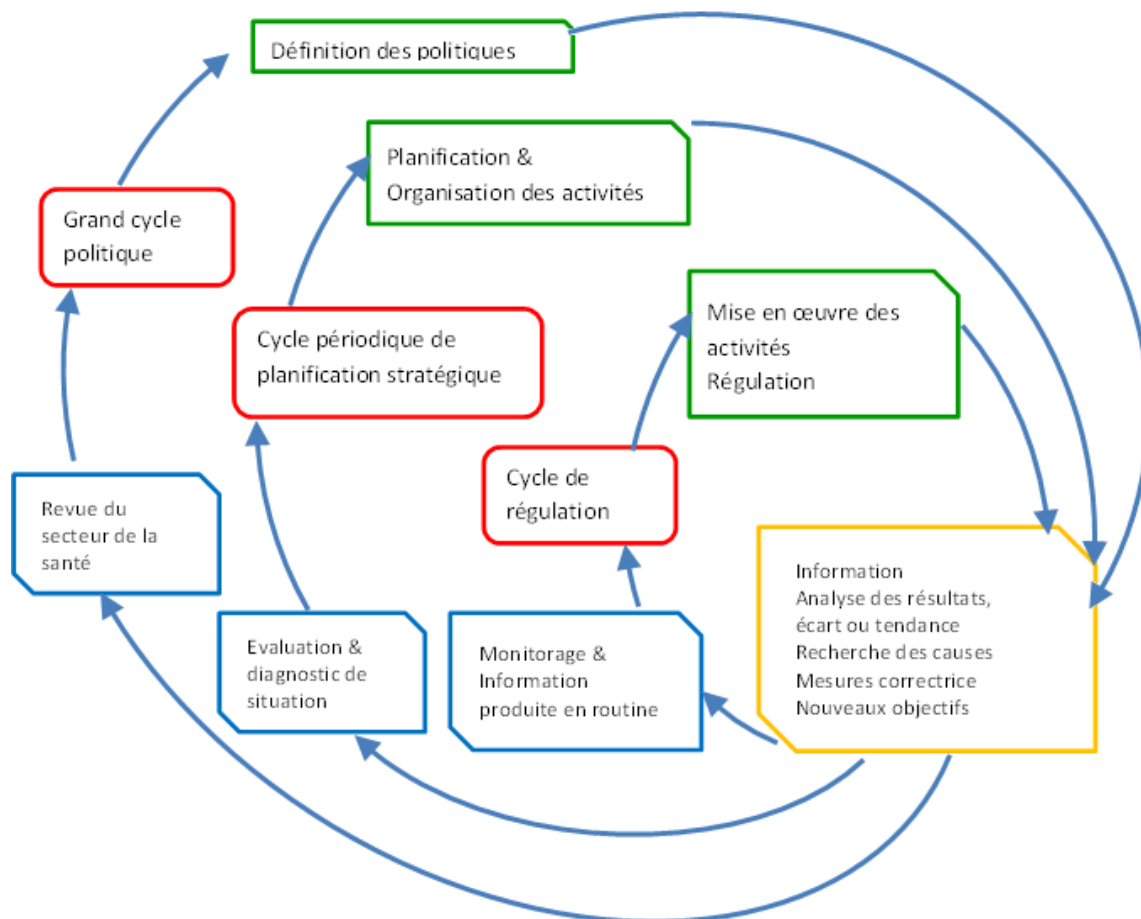 Définition des politiques
Planification &
Organisation des activités
Grand cycle
politique
Mise en œuvre des
activités
Régulation
Cycle périodique de
planification stratégique
Cycle de
régulation
Revue du
secteur de la
santé
Information
Analyse des résultats,
écart ou tendance
Recherche des causes
Mesures correctrice
Nouveaux objectifs
Evaluation &
diagnostic de
situation
Monitorage &
Information
produite en routine